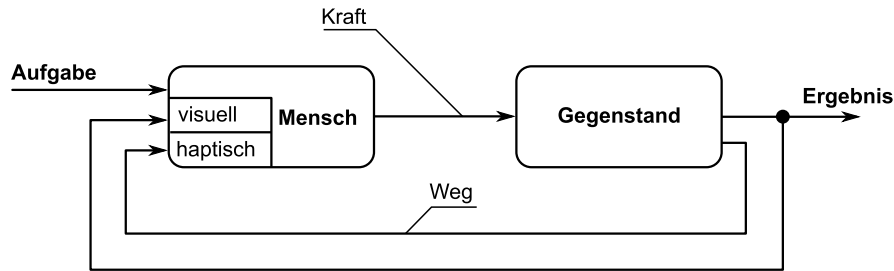 Kraft
Aufgabe
Ergebnis
visuell
Mensch
Gegenstand
haptisch
Weg